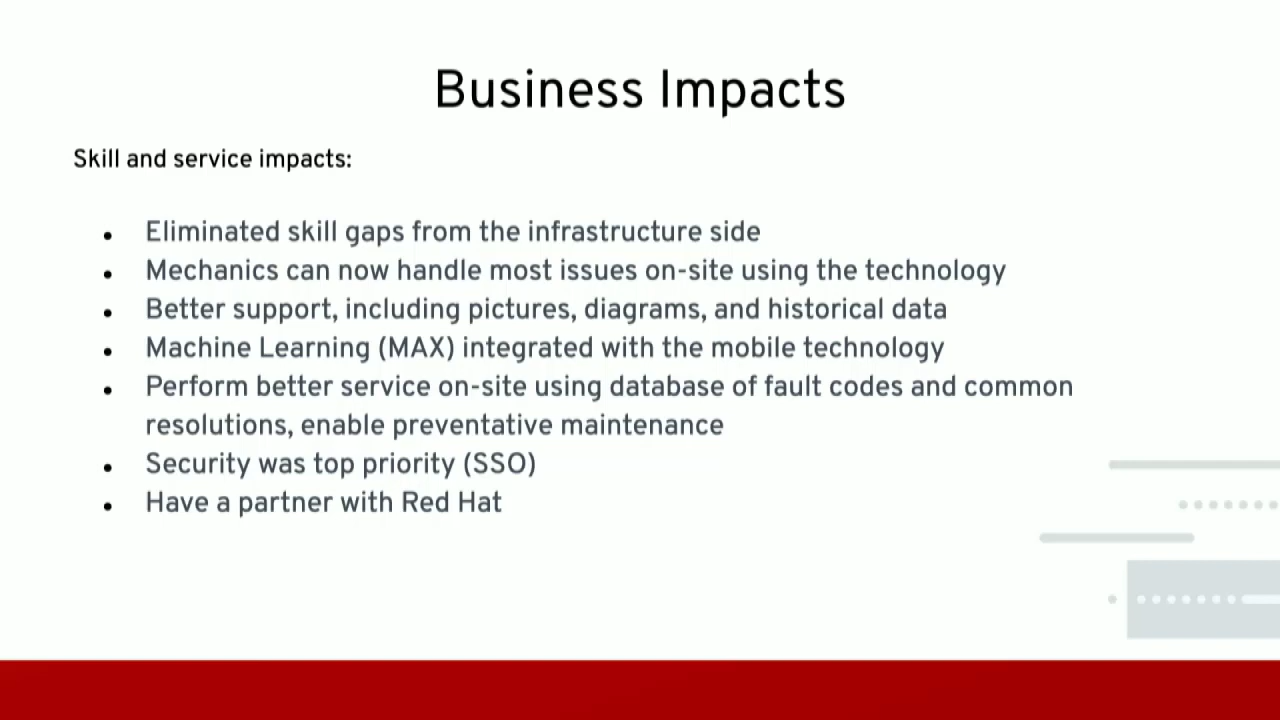 Business Impacts
Skill and service impacts:
• Eliminated skill gaps from the infrastructure side
• Mechanics can now handle most issues on-site using the technology
• Better support, including pictures, diagrams, and historical data
• Machine Learning (MAX) integrated with the mobile technology
• Perform better service on-site using database of fault codes and common
resolutions, enable preventative maintenance
• Security was top priority (SSO)
• Have a partner with Red Hat